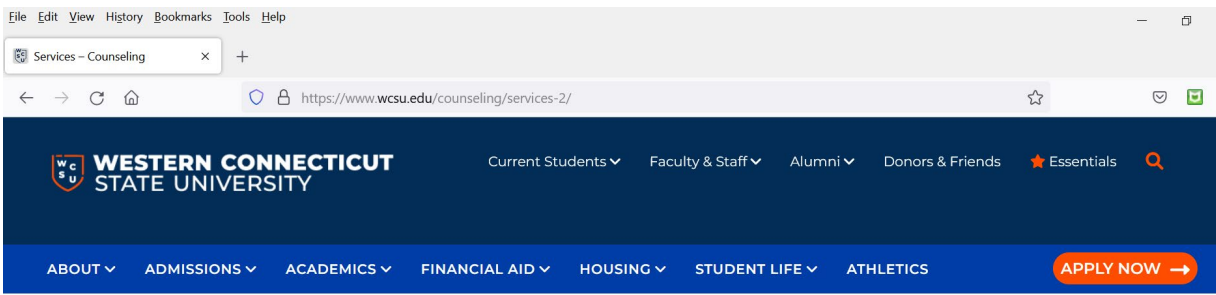 File Edit View History Bookmarks Tools Help
Services – Counseling
https://www.wcsu.edu/counseling/services-2/
W C S U WESTERN CONNECTICUT STATE UNIVERSITY
Current Students Faculty & Staff Alumni Donors & Friends Essentials
ABOUT ADMISSIONS ACADEMICS FINANCIAL AID HOUSING STUDENT LIFE ATHLETICS APPLY NOW →